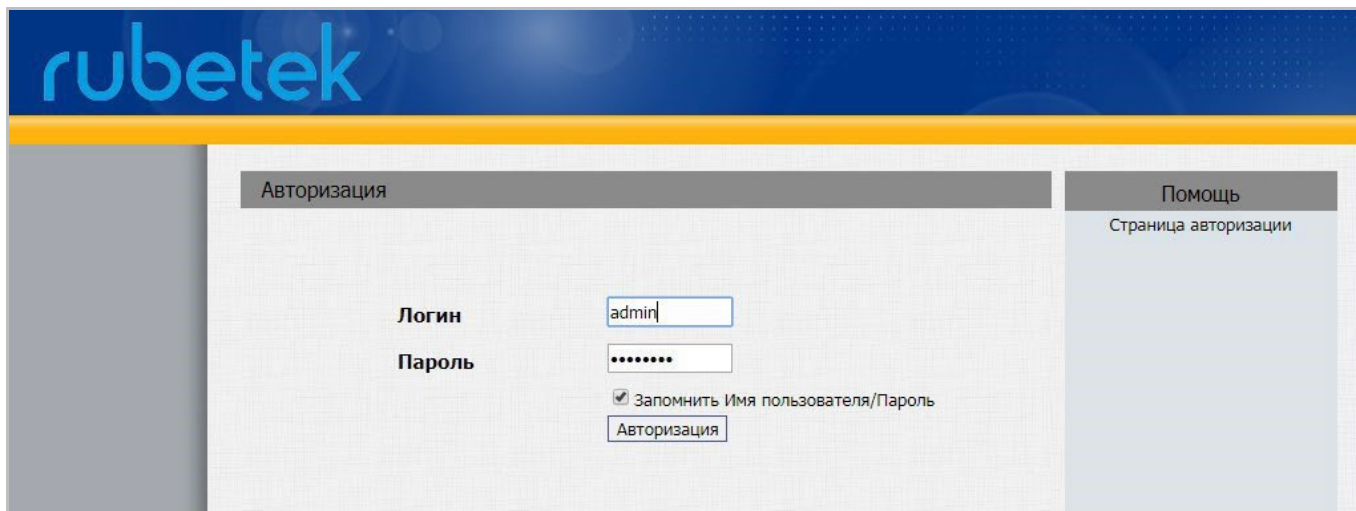 rubetek
Авторизация
Помощь
Страница авторизации
Логин
admin
Пароль
••••••••
Запомнить Имя пользователя/Пароль
Авторизация